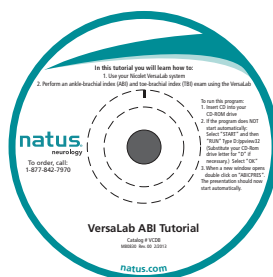 In this tutorial you will learn how to:
1. Use your Nicolet VersaLab system
2. Perform an ankle-brachial index (ABI) and toe-brachial index (TBI) exam using the VersaLab
natus.
neurology
To order, call:
1-877-842-7970
To run this program:
1. Insert CD into your
CD-ROM drive
2. If the program does NOT
start automatically:
Select "START" and then
"RUN" Type D:\ppview32
(Substitute your CD-Rom
drive letter for "D" if
necessary.) Select "OK"
3. When a new window opens
double click on "ABICPRES".
The presentation should now
start automatically.
VersaLab ABI Tutorial
Catalog # VCDB
M60830 Rev. 00 2/2012
natus.com